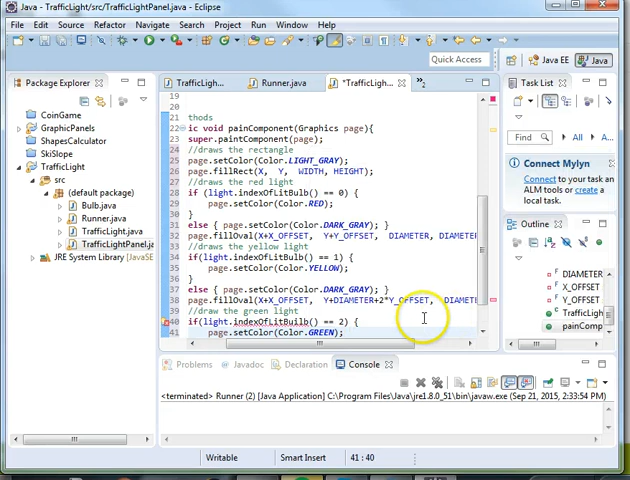 Java - TrafficLight/src/TrafficLightPanel.java - Eclipse
File Edit Source Refactor Navigate Search Project Run Window Help
Quick Access
Java EE
Java
Package Explorer
CoinGame
GraphicPanels
ShapesCalculator
SkiSlope
TrafficLight
src
(default package)
Bulb.java
Runner.java
TrafficLight.java
TrafficLightPanel.ja
JRE System Library [JavaSE
TrafficLigh...
Runner.java
*TrafficLigh...
2
19
20
21 thods
22 ic void painComponent(Graphics page){
23 super.paintComponent(page);
24 //draws the rectangle
25 page.setColor(Color.LIGHT_GRAY);
26 page.fillRect(X, Y, WIDTH, HEIGHT);
27 //draws the red light
28 if (light.indexOfLitBulb() == 0) {
29 page.setColor(Color.RED);
30 }
31 else { page.setColor(Color.DARK_GRAY); }
32 page.fillOval(X+X_OFFSET, Y+Y_OFFSET, DIAMETER, DIAMETER
33 //draws the yellow light
34 if(light.indexOfLitBulb() == 1) {
35 page.setColor(Color.YELLOW);
36 }
37 else { page.setColor(Color.DARK_GRAY); }
38 page.fillOval(X+X_OFFSET, Y+DIAMETER+2*Y_OFFSET, DIAMETE
39 //draw the green light
40 if(light.indexOfLitBuilb() == 2) {
41 page.setColor(Color.GREEN);
Task List
Find
All
A...
Connect Mylyn
Connect to your task and
ALM tools or create a
local task.
Outline
DIAMETER
X_OFFSET
Y_OFFSET
TrafficLigh
painComp
Problems
Javadoc
Declaration
Console
<terminated> Runner (2) [Java Application] C:\Program Files\Java\jre1.8.0_51\bin\javaw.exe (Sep 21, 2015, 2:33:54 PM)
Writable
Smart Insert
41 : 40